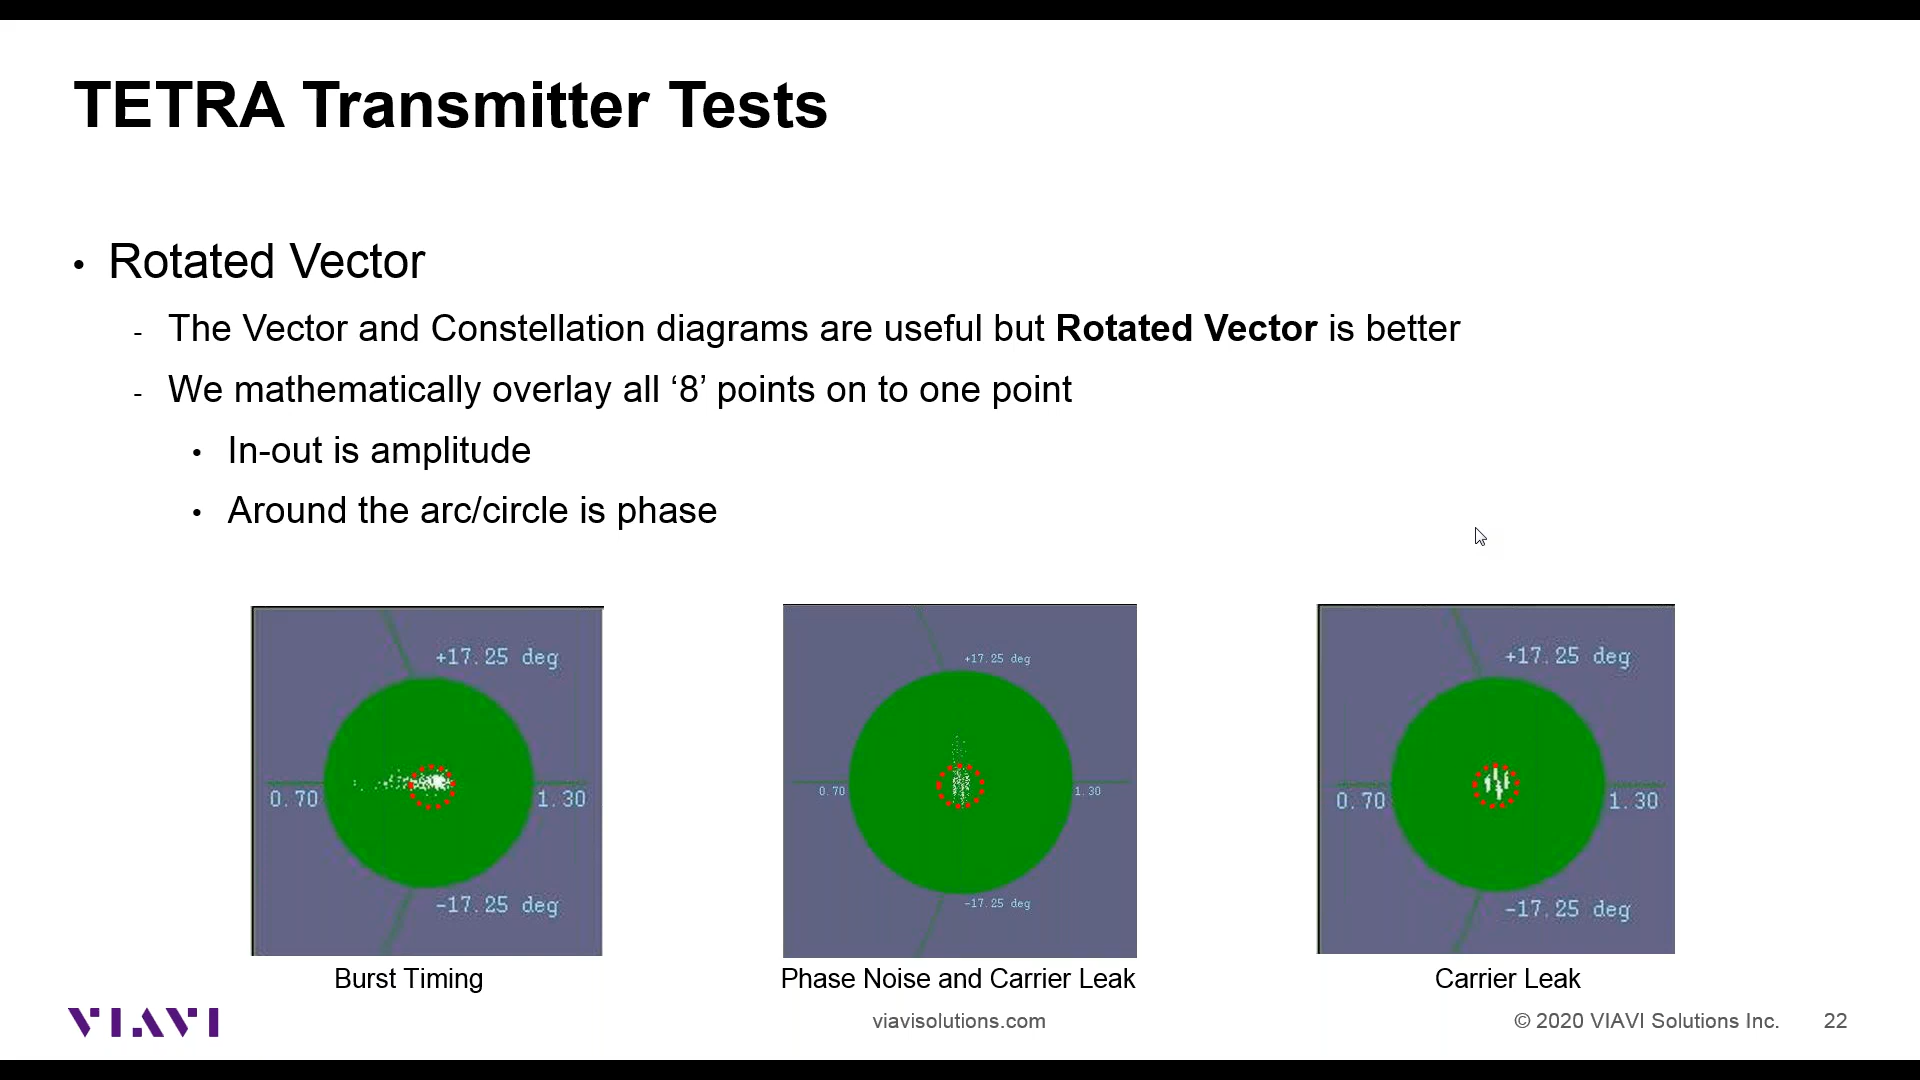 TETRA Transmitter Tests
• Rotated Vector
- The Vector and Constellation diagrams are useful but Rotated Vector is better
- We mathematically overlay all ‘8’ points on to one point
• In-out is amplitude
• Around the arc/circle is phase
+17.25 deg
0.70
1.30
-17.25 deg
Burst Timing
+17.25 deg
0.70
1.30
-17.25 deg
Phase Noise and Carrier Leak
+17.25 deg
0.70
1.30
-17.25 deg
Carrier Leak
VIAVI
viavisolutions.com
© 2020 VIAVI Solutions Inc.
22